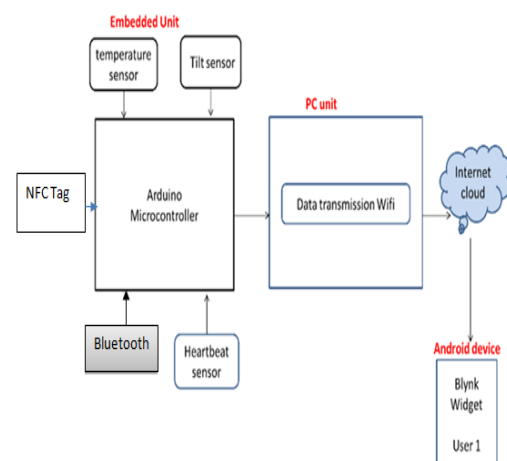 Embedded Unit
temperature
sensor
Tilt sensor
PC unit
NFC Tag
Arduino
Microcontroller
Data transmission Wifi
Internet
cloud
Bluetooth
Heartbeat
sensor
Android device
Blynk
Widget
User 1